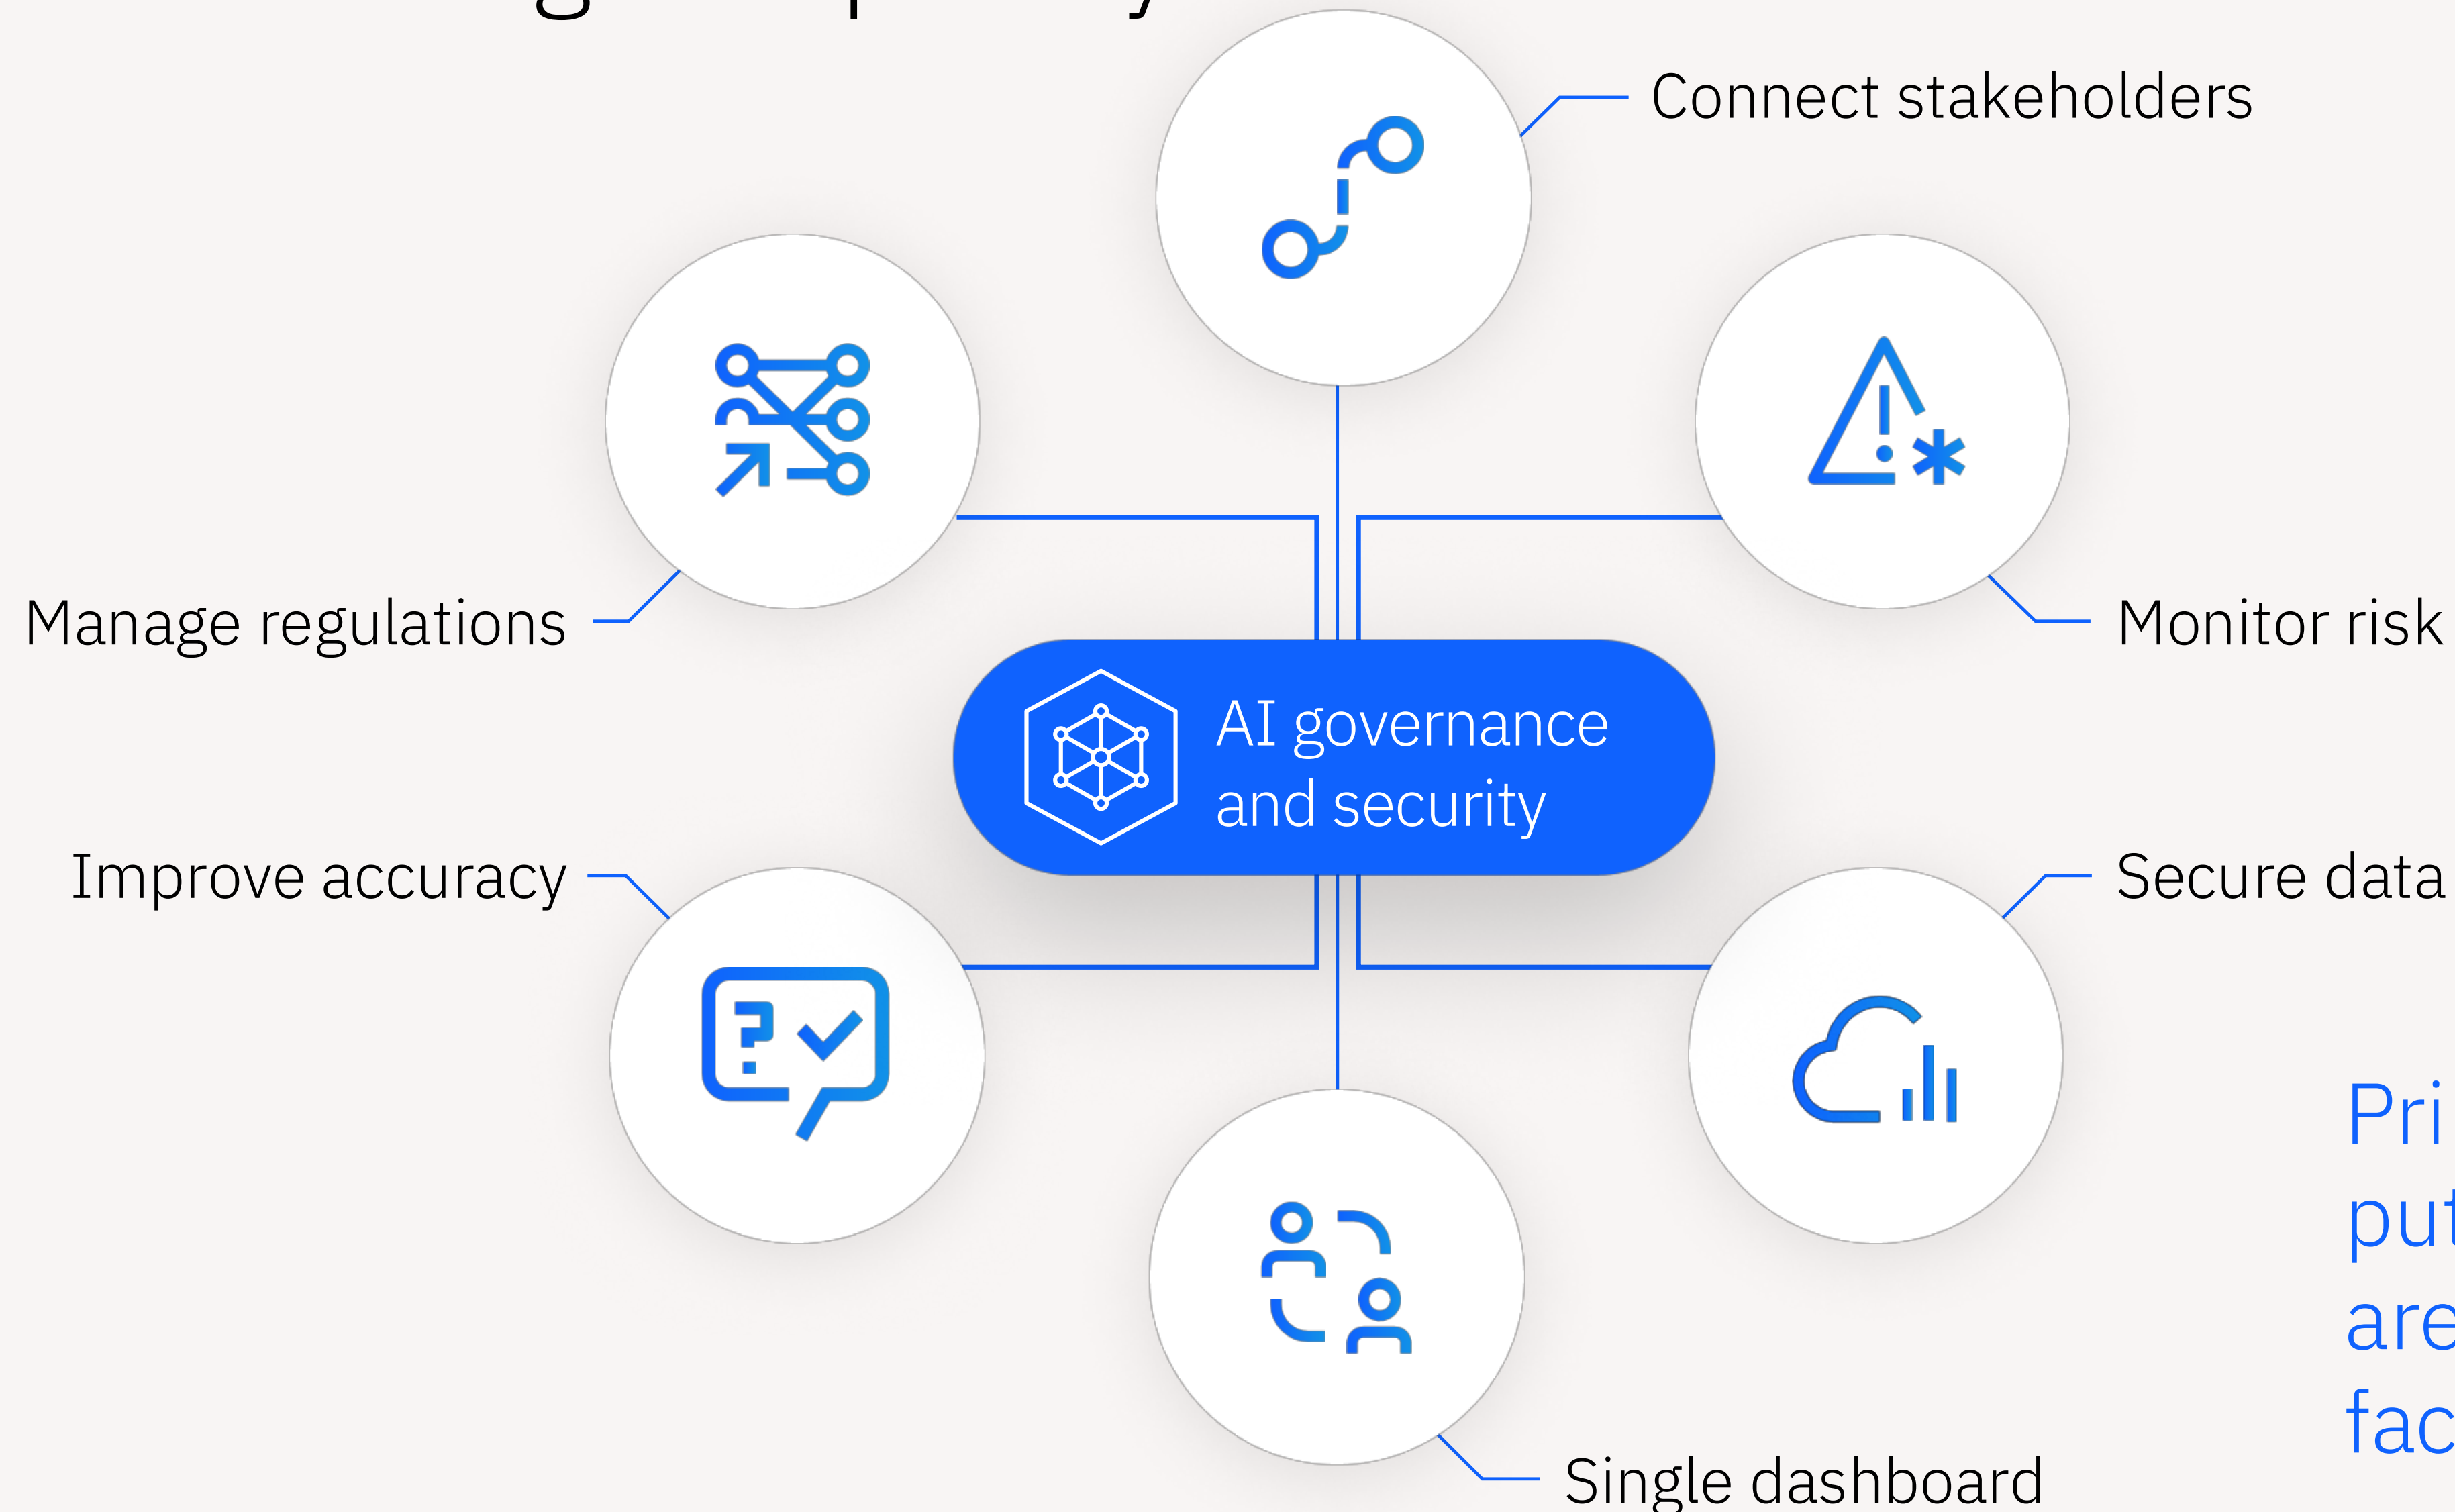 Connect stakeholders
Manage regulations
Monitor risk
AI governance
and security
Improve accuracy
Secure data
Single dashboard